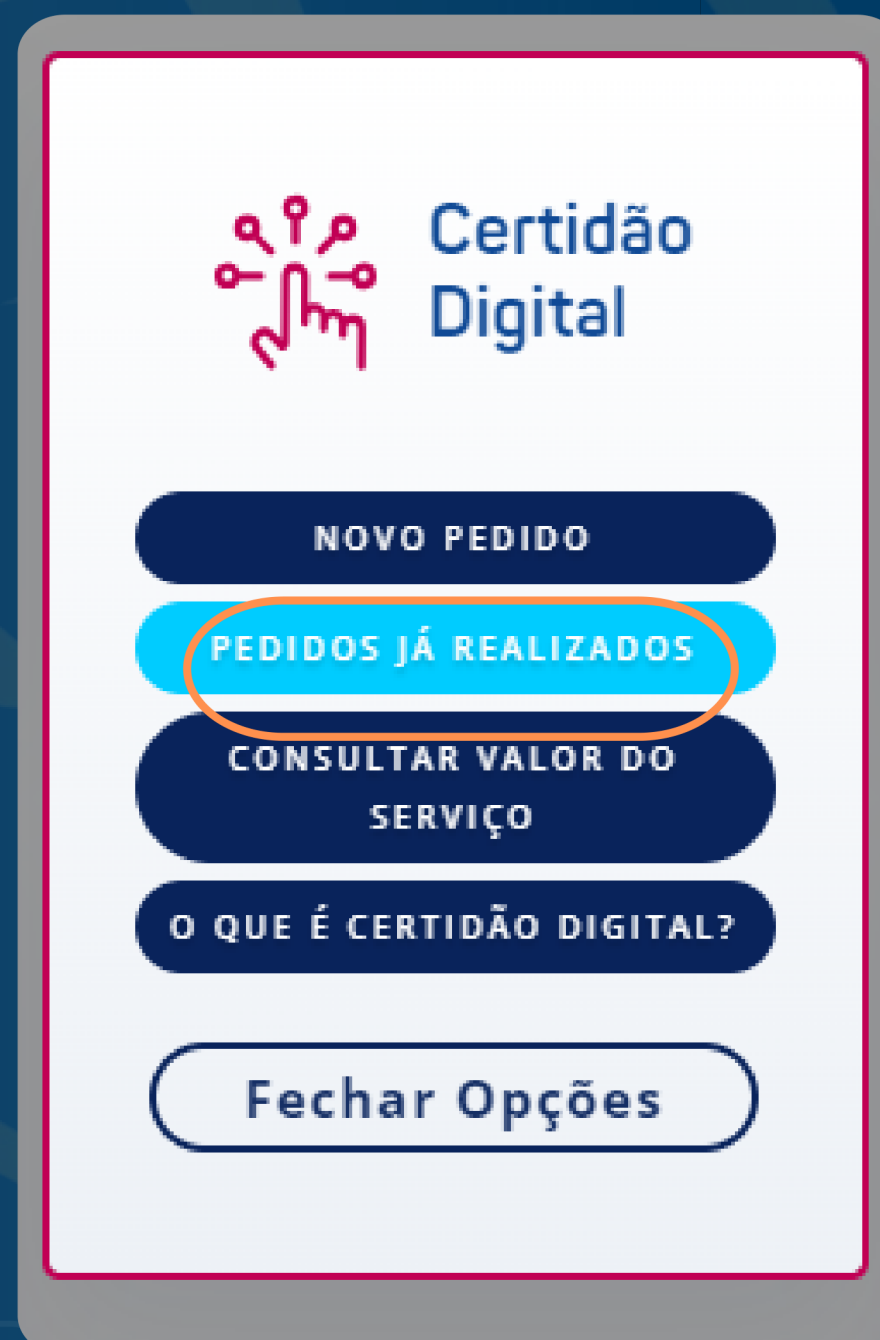 Certidão
Digital
NOVO PEDIDO
PEDIDOS JÁ REALIZADOS
CONSULTAR VALOR DO
SERVIÇO
O QUE É CERTIDÃO DIGITAL?
Fechar Opções